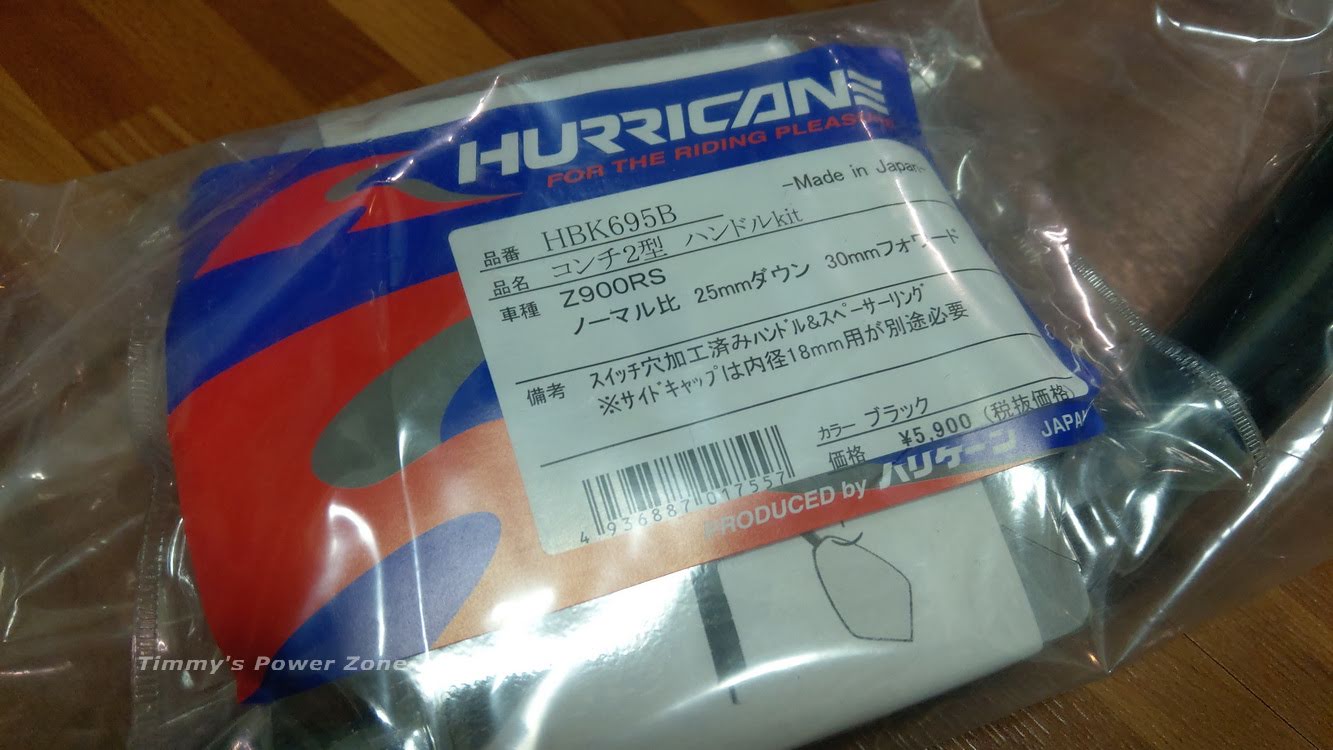 HURRICANE
FOR THE RIDING PLEASURE
-Made in Japan-
品番 HBK695B
品名 コンチ2型 ハンドルkit
車種 Z900RS
ノーマル比 25mmダウン 30mmフォワード
備考 スイッチ穴加工済みハンドル&スペーサーリング
※サイドキャップは内径18mm用が別途必要
カラー ブラック
価格 ¥5,900 (税抜価格)
4936887017557
PRODUCED by ハリケーン JAPAN
Timmy's Power Zone